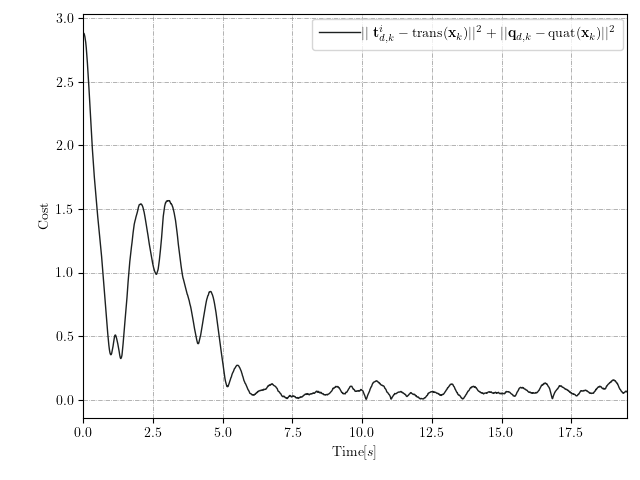 || t^i_{d,k} − trans(x_k)||² + ||q_{d,k} − quat(x_k)||²
3.0
2.5
2.0
1.5
1.0
0.5
0.0
Cost
0.0 2.5 5.0 7.5 10.0 12.5 15.0 17.5
Time[s]